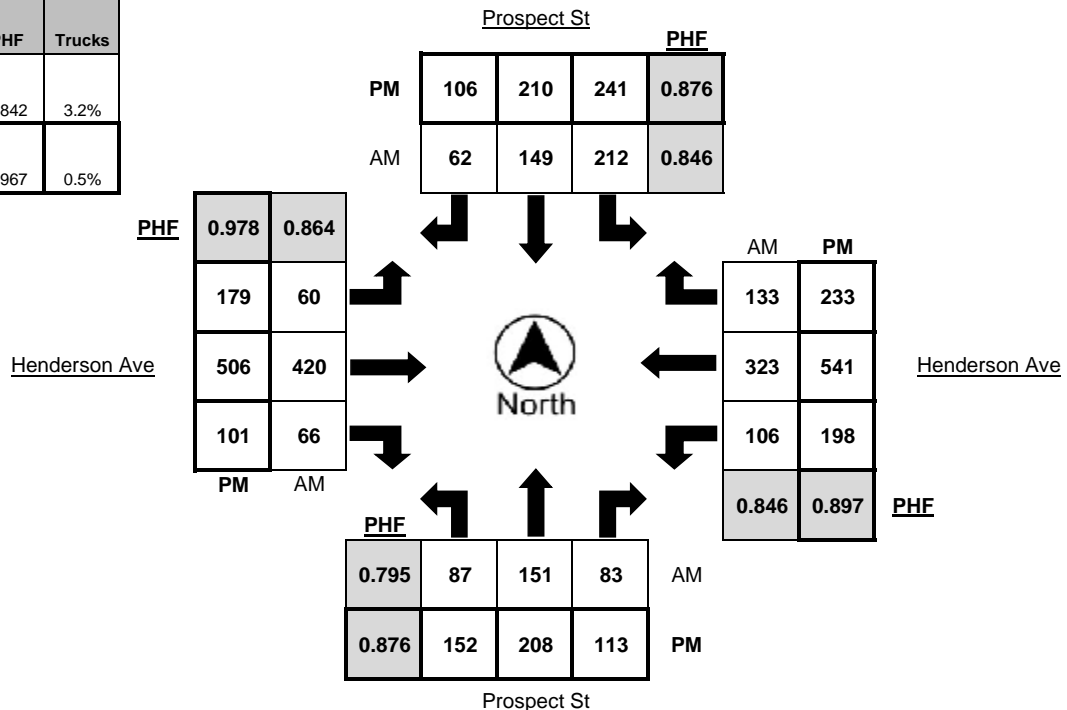 Prospect St
PHF Trucks
PHF
PM 106 210 241 0.876
842 3.2%
AM 62 149 212 0.846
967 0.5%
PHF 0.978 0.864
AM PM
179 60
133 233
Henderson Ave 506 420
North
323 541 Henderson Ave
101 66
106 198
PM AM
0.846 0.897 PHF
PHF
0.795 87 151 83 AM
0.876 152 208 113 PM
Prospect St